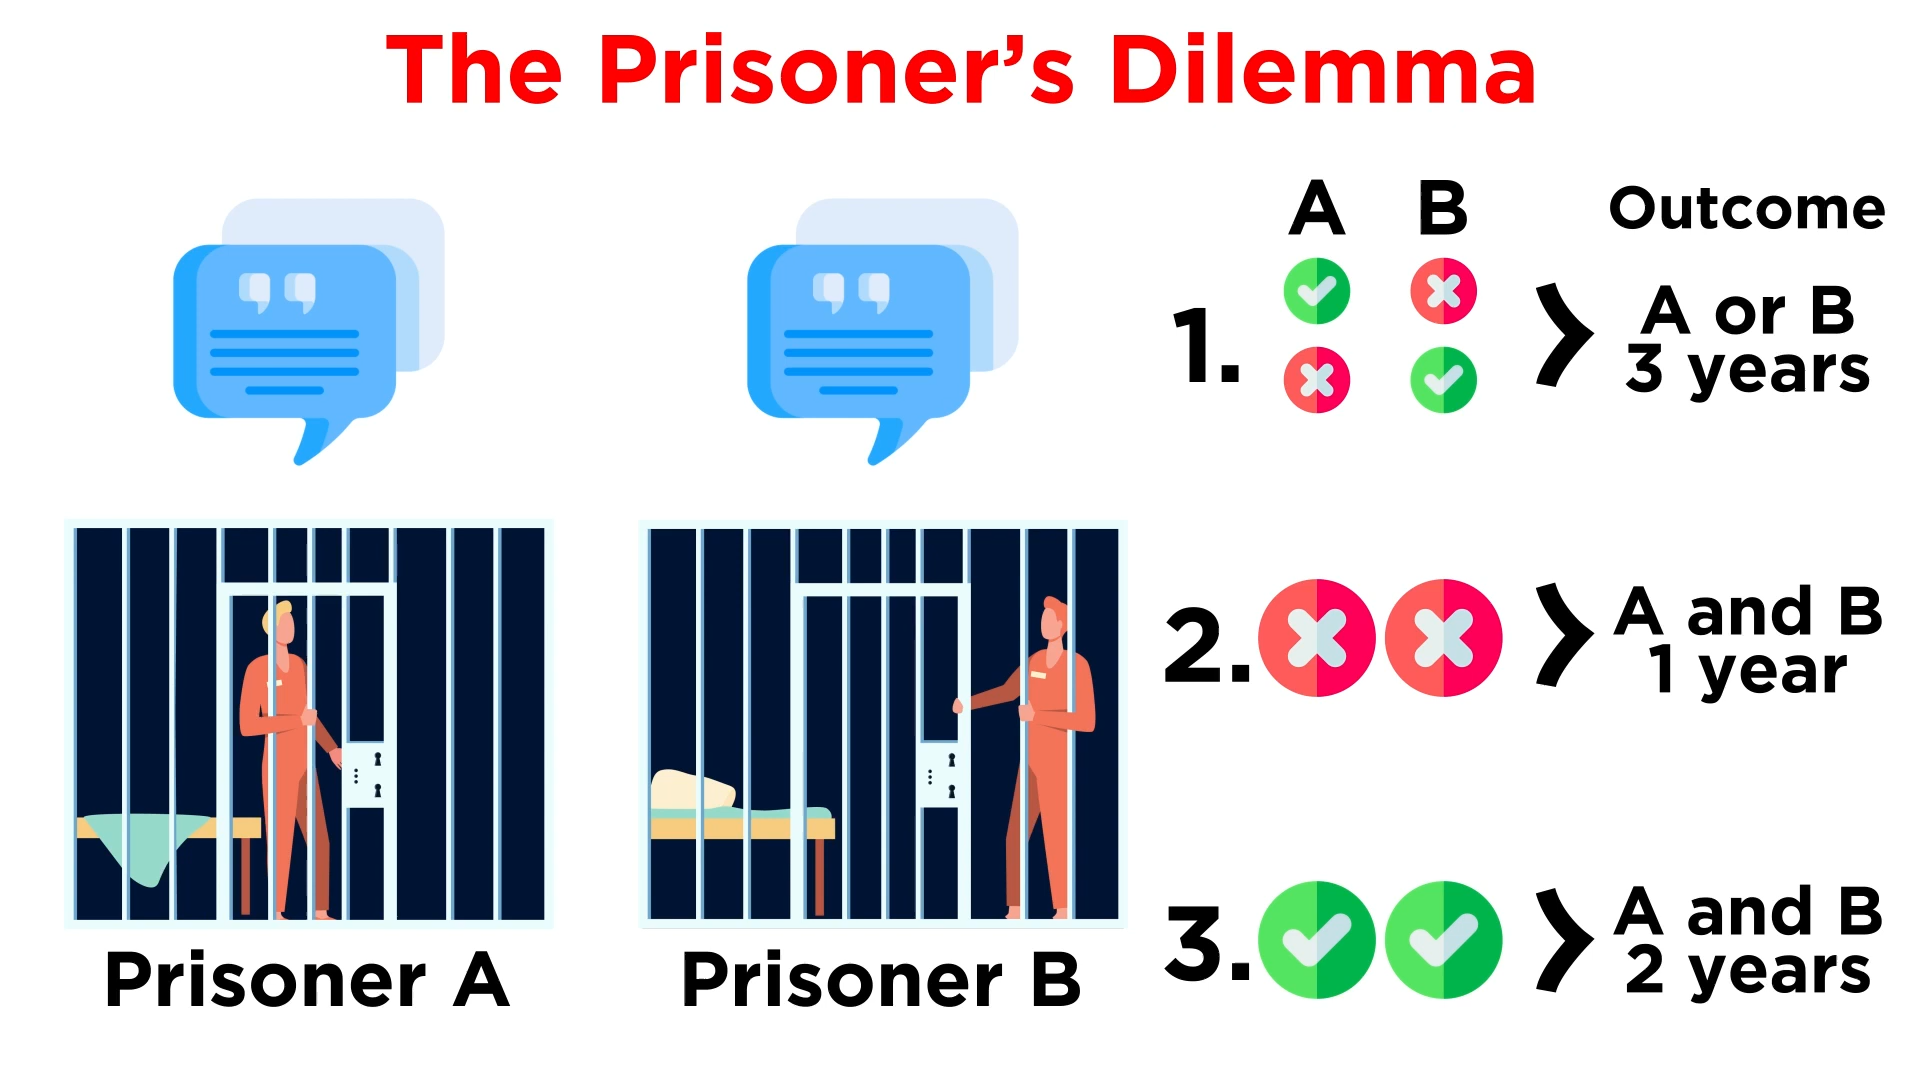 The Prisoner’s Dilemma
A B Outcome
1. A or B
3 years
2. A and B
1 year
3. A and B
2 years
Prisoner A
Prisoner B